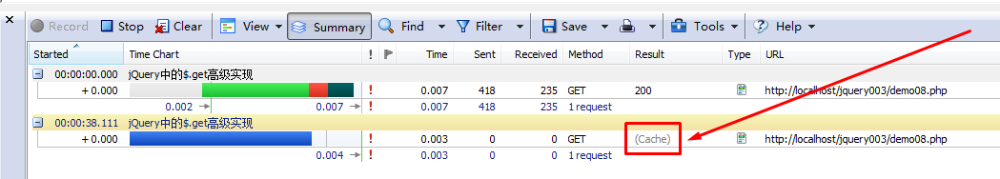 Record Stop Clear View Summary Find Filter Save Tools Help
Started Time Chart ! Time Sent Received Method Result Type URL
00:00:00.000 jQuery中的$.get高级实现
+ 0.000 ! 0.007 418 235 GET 200 http://localhost/jquery003/demo08.php
0.002 0.007 ! 0.007 418 235 1 request
00:00:38.111 jQuery中的$.get高级实现
+ 0.000 ! 0.003 0 0 GET (Cache) http://localhost/jquery003/demo08.php
0.004 ! 0.003 0 0 1 request